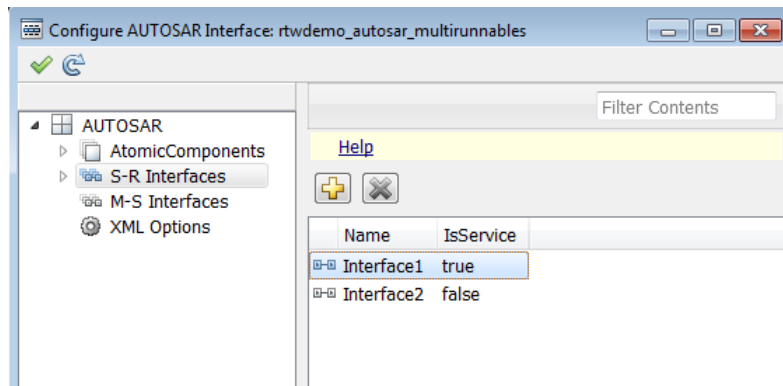 Configure AUTOSAR Interface: rtwdemo_autosar_multirunnables
Filter Contents
AUTOSAR
AtomicComponents
S-R Interfaces
M-S Interfaces
XML Options
Help
Name IsService
Interface1 true
Interface2 false